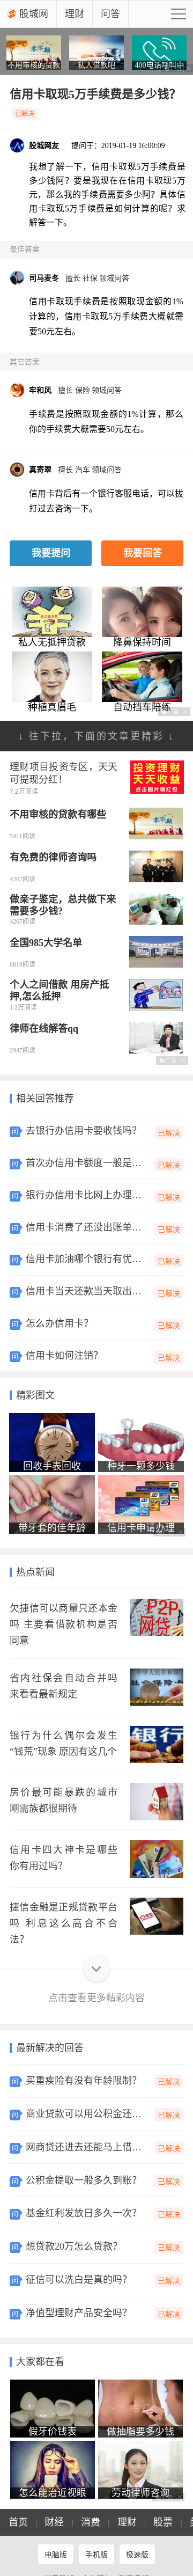 股城网
理财
问答
不用审核的贷款
私人借款吧
400电话呼叫中
信用卡取现5万手续费是多少钱?
已解决
股城网友
提问于：2019-01-19 16:00:09
我想了解一下，信用卡取现5万手续费是多少钱阿？要是我现在在信用卡取现5万元，那么我的手续费需要多少阿？具体信用卡取现5万手续费是如何计算的呢？求解答一下。
最佳答案
司马麦冬 擅长 社保 领域问答
信用卡取现手续费是按照取现金额的1%计算的，信用卡取现5万手续费大概就需要50元左右。
其它答案
牢和风 擅长 保险 领域问答
手续费是按照取现金额的1%计算，那么你的手续费大概需要50元左右。
真寄翠 擅长 汽车 领域问答
信用卡背后有一个银行客服电话，可以拔打过去咨询一下。
我要提问
我要回答
私人无抵押贷款
隆鼻保持时间
种植真眉毛
自动挡车陪练
↓ 往下拉，下面的文章更精彩 ↓
理财项目投资专区，天天可提现分红！
7.2万阅读
投资理财
天天收益
点击图片领红包
不用审核的贷款有哪些
5411阅读
有免费的律师咨询吗
4267阅读
做亲子鉴定，总共做下来需要多少钱?
4267阅读
全国985大学名单
6819阅读
个人之间借款 用房产抵押,怎么抵押
1.2万阅读
律师在线解答qq
2947阅读
相关回答推荐
问 去银行办信用卡要收钱吗? 已解决
问 首次办信用卡额度一般是… 已解决
问 银行办信用卡比网上办理… 已解决
问 信用卡消费了还没出账单… 已解决
问 信用卡加油哪个银行有优… 已解决
问 信用卡当天还款当天取出… 已解决
问 怎么办信用卡? 已解决
问 信用卡如何注销? 已解决
精彩图文
回收手表回收
种牙一颗多少钱
带牙套的佳年龄
信用卡申请办理
热点新闻
欠捷信可以商量只还本金吗 主要看借款机构是否同意
P2P
网贷
省内社保会自动合并吗 来看看最新规定
银行为什么偶尔会发生“钱荒”现象 原因有这几个
银行
房价最可能暴跌的城市 刚需族都很期待
信用卡四大神卡是哪些 你有用过吗?
捷信金融是正规贷款平台吗 利息这么高合不合法?
点击查看更多精彩内容
最新解决的回答
问 买重疾险有没有年龄限制? 已解决
问 商业贷款可以用公积金还… 已解决
问 网商贷还进去还能马上借… 已解决
问 公积金提取一般多久到账? 已解决
问 基金红利发放日多久一次? 已解决
问 想贷款20万怎么贷款? 已解决
问 征信可以洗白是真的吗? 已解决
问 净值型理财产品安全吗? 已解决
大家都在看
假牙价钱表
做抽脂要多少钱
怎么能治近视眼
劳动律师咨询
首页
财经
消费
理财
股票
电脑版
手机版
极速版